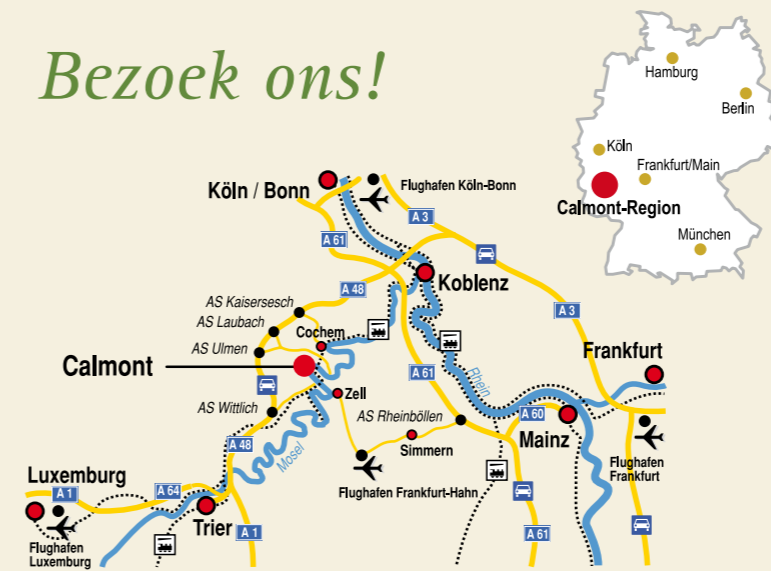 Bezoek ons!
Hamburg
Berlin
Köln
Frankfurt/Main
Calmont-Region
München
Köln / Bonn
Flughafen Köln-Bonn
A 3
A 61
Koblenz
A 48
A 3
AS Kaisersesch
AS Laubach
Cochem
AS Ulmen
Frankfurt
Calmont
A 61
Rhein
Zell
AS Wittlich
AS Rheinböllen
A 60
Mainz
A 48
Mosel
Simmern
Flughafen
Frankfurt
Luxemburg
A 1
A 64
Flughafen Frankfurt-Hahn
Trier
A 1
A 61
Flughafen
Luxemburg